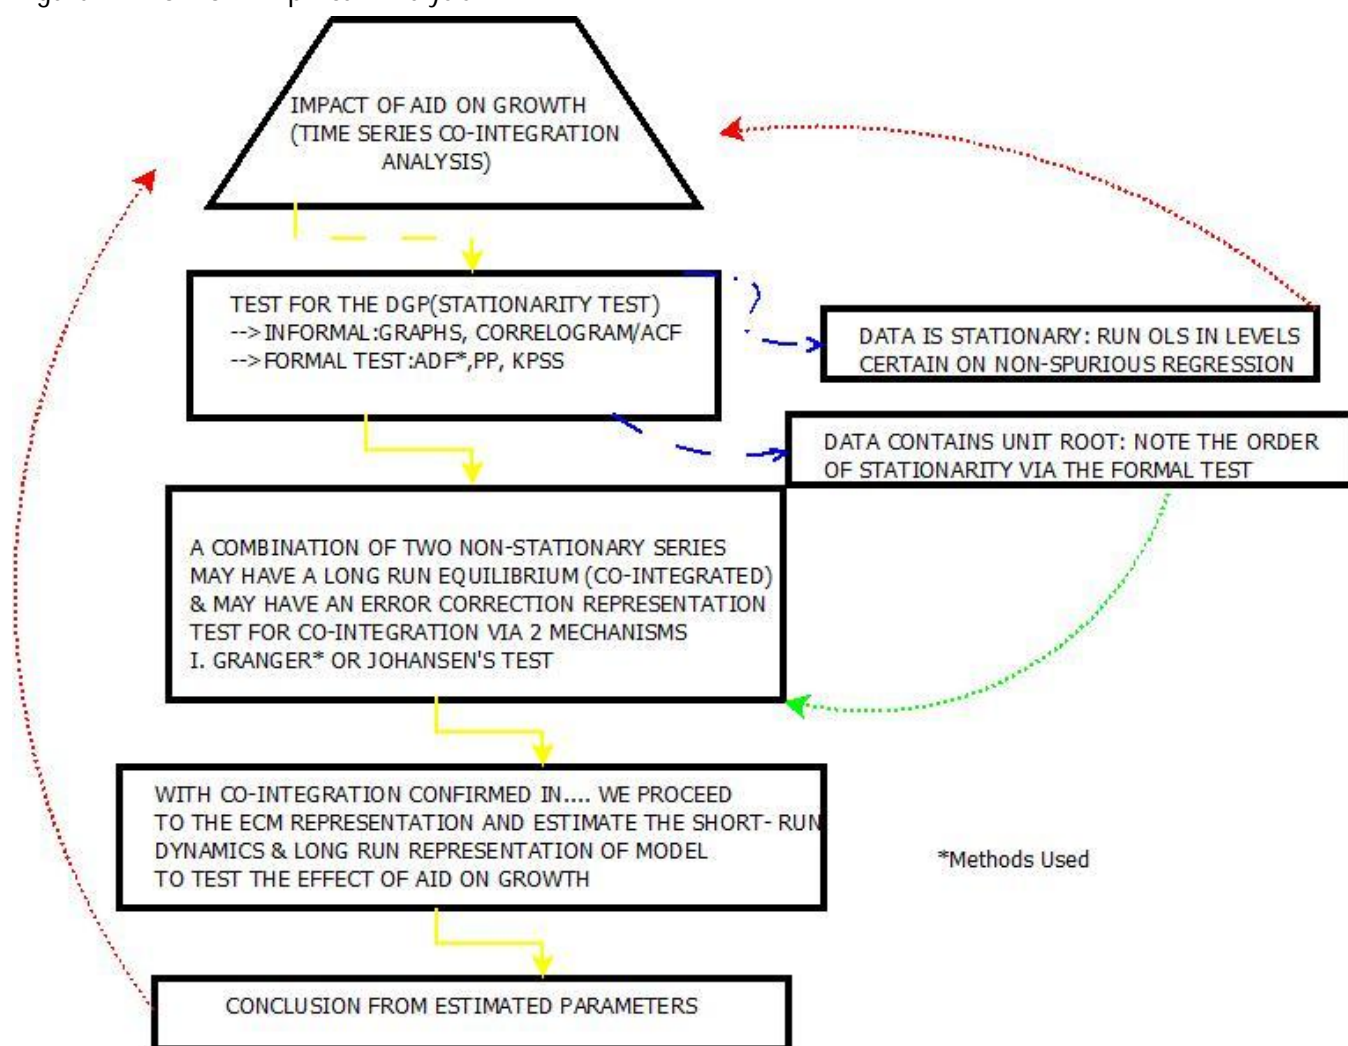 IMPACT OF AID ON GROWTH
(TIME SERIES CO-INTEGRATION
ANALYSIS)
TEST FOR THE DGP(STATIONARITY TEST)
-->INFORMAL:GRAPHS, CORRELOGRAM/ACF
-->FORMAL TEST:ADF*,PP, KPSS
DATA IS STATIONARY: RUN OLS IN LEVELS
CERTAIN ON NON-SPURIOUS REGRESSION
DATA CONTAINS UNIT ROOT: NOTE THE ORDER
OF STATIONARITY VIA THE FORMAL TEST
A COMBINATION OF TWO NON-STATIONARY SERIES
MAY HAVE A LONG RUN EQUILIBRIUM (CO-INTEGRATED)
& MAY HAVE AN ERROR CORRECTION REPRESENTATION
TEST FOR CO-INTEGRATION VIA 2 MECHANISMS
I. GRANGER* OR JOHANSEN'S TEST
WITH CO-INTEGRATION CONFIRMED IN.... WE PROCEED
TO THE ECM REPRESENTATION AND ESTIMATE THE SHORT-RUN
DYNAMICS & LONG RUN REPRESENTATION OF MODEL
TO TEST THE EFFECT OF AID ON GROWTH
*Methods Used
CONCLUSION FROM ESTIMATED PARAMETERS